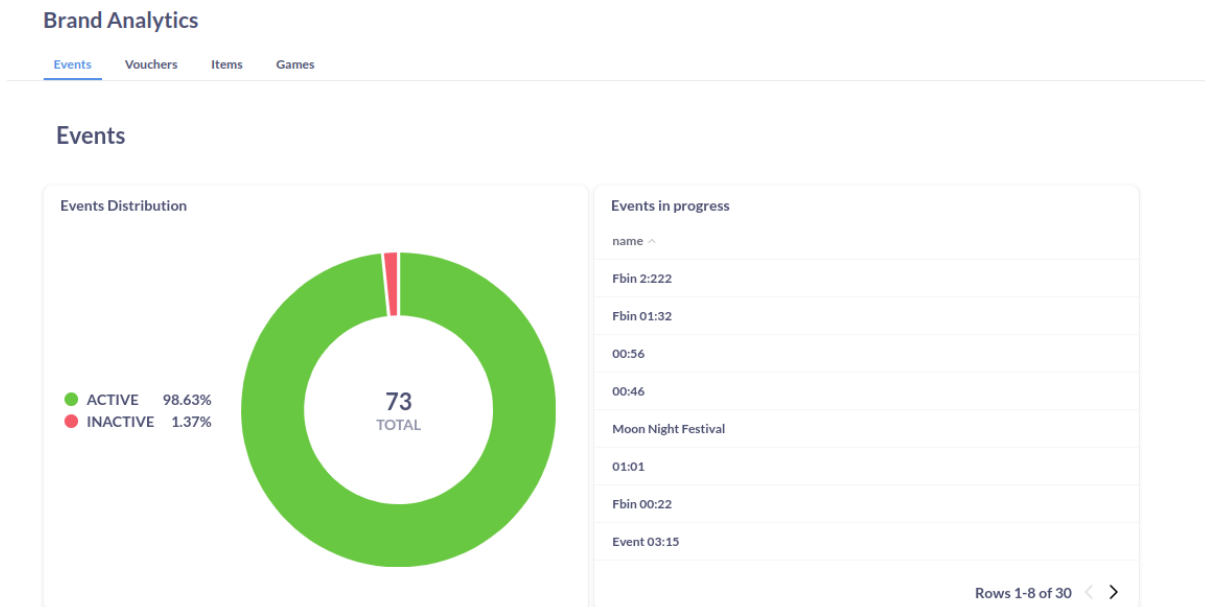 Brand Analytics
Events Vouchers Items Games
Events
Events Distribution
ACTIVE 98.63%
INACTIVE 1.37%
73
TOTAL
Events in progress
name
Fbin 2:222
Fbin 01:32
00:56
00:46
Moon Night Festival
01:01
Fbin 00:22
Event 03:15
Rows 1-8 of 30